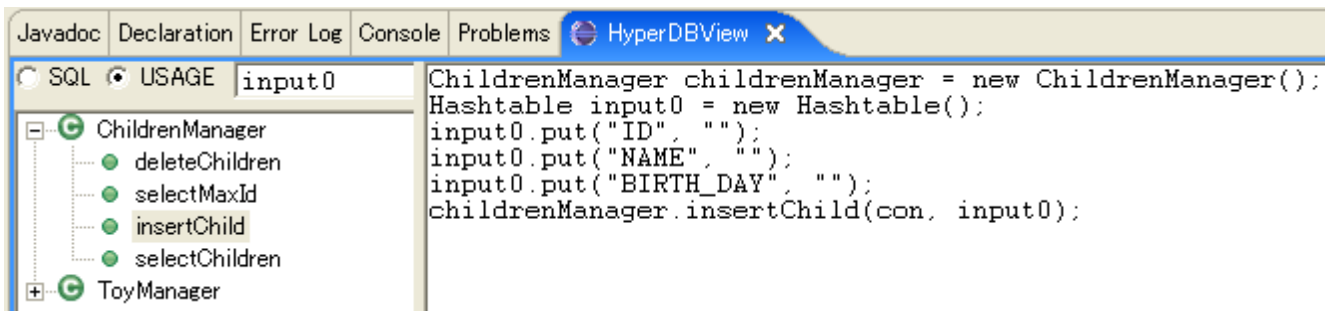 Javadoc Declaration Error Log Console Problems HyperDBView
SQL USAGE input0
ChildrenManager
deleteChildren
selectMaxId
insertChild
selectChildren
ToyManager
ChildrenManager childrenManager = new ChildrenManager();
Hashtable input0 = new Hashtable();
input0.put("ID", "");
input0.put("NAME", "");
input0.put("BIRTH_DAY", "");
childrenManager.insertChild(con, input0);